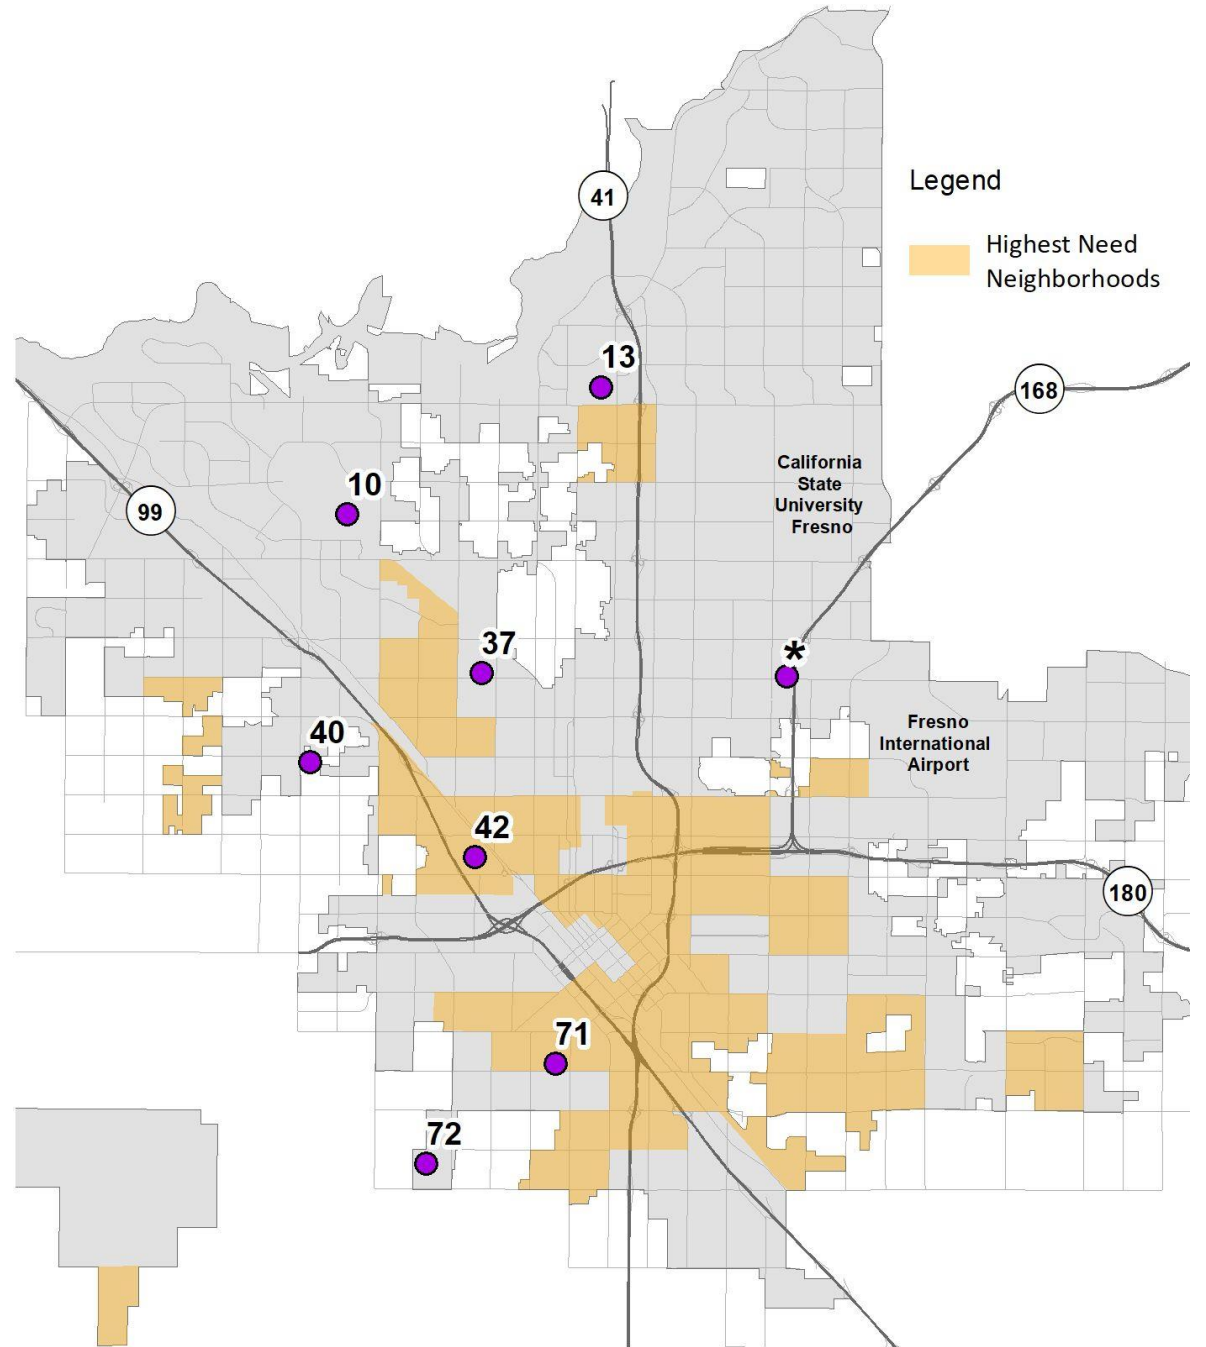 41
Legend
Highest Need
Neighborhoods
13
168
California
State
University
Fresno
10
99
37
*
40
Fresno
International
Airport
42
180
71
72